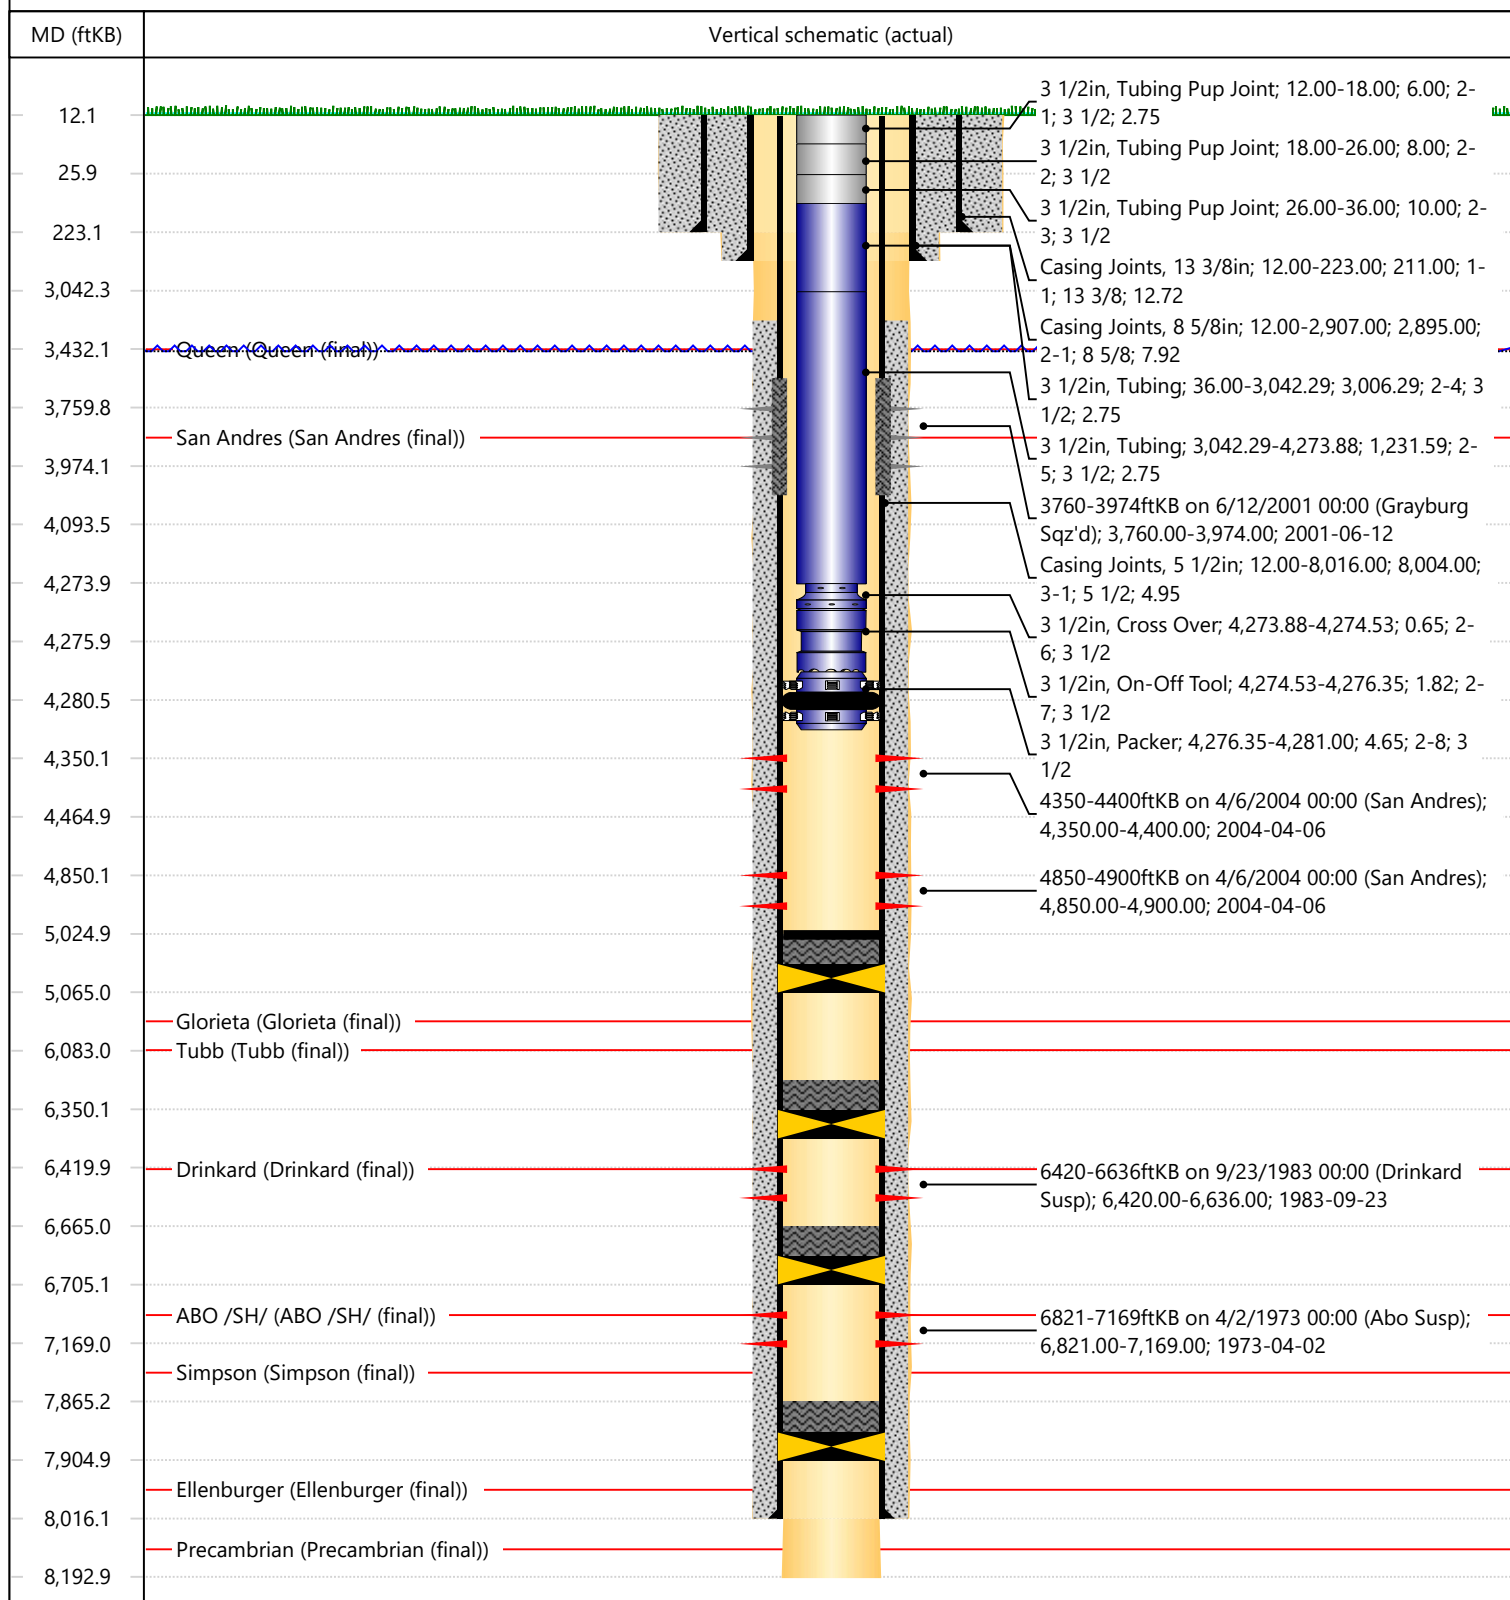 MD (ftKB)
Vertical schematic (actual)
12.1
25.9
223.1
3,042.3
3,432.1
3,759.8
3,974.1
4,093.5
4,273.9
4,275.9
4,280.5
4,350.1
4,464.9
4,850.1
5,024.9
5,065.0
6,083.0
6,350.1
6,419.9
6,665.0
6,705.1
7,169.0
7,865.2
7,904.9
8,016.1
8,192.9
Queen (Queen (final))
San Andres (San Andres (final))
Glorieta (Glorieta (final))
Tubb (Tubb (final))
Drinkard (Drinkard (final))
ABO /SH/ (ABO /SH/ (final))
Simpson (Simpson (final))
Ellenburger (Ellenburger (final))
Precambrian (Precambrian (final))
3 1/2in, Tubing Pup Joint; 12.00-18.00; 6.00; 2-
1; 3 1/2; 2.75
3 1/2in, Tubing Pup Joint; 18.00-26.00; 8.00; 2-
2; 3 1/2
3 1/2in, Tubing Pup Joint; 26.00-36.00; 10.00; 2-
3; 3 1/2
Casing Joints, 13 3/8in; 12.00-223.00; 211.00; 1-
1; 13 3/8; 12.72
Casing Joints, 8 5/8in; 12.00-2,907.00; 2,895.00;
2-1; 8 5/8; 7.92
3 1/2in, Tubing; 36.00-3,042.29; 3,006.29; 2-4; 3
1/2; 2.75
3 1/2in, Tubing; 3,042.29-4,273.88; 1,231.59; 2-
5; 3 1/2; 2.75
3760-3974ftKB on 6/12/2001 00:00 (Grayburg
Sqz'd); 3,760.00-3,974.00; 2001-06-12
Casing Joints, 5 1/2in; 12.00-8,016.00; 8,004.00;
3-1; 5 1/2; 4.95
3 1/2in, Cross Over; 4,273.88-4,274.53; 0.65; 2-
6; 3 1/2
3 1/2in, On-Off Tool; 4,274.53-4,276.35; 1.82; 2-
7; 3 1/2
3 1/2in, Packer; 4,276.35-4,281.00; 4.65; 2-8; 3
1/2
4350-4400ftKB on 4/6/2004 00:00 (San Andres);
4,350.00-4,400.00; 2004-04-06
4850-4900ftKB on 4/6/2004 00:00 (San Andres);
4,850.00-4,900.00; 2004-04-06
6420-6636ftKB on 9/23/1983 00:00 (Drinkard
Susp); 6,420.00-6,636.00; 1983-09-23
6821-7169ftKB on 4/2/1973 00:00 (Abo Susp);
6,821.00-7,169.00; 1973-04-02